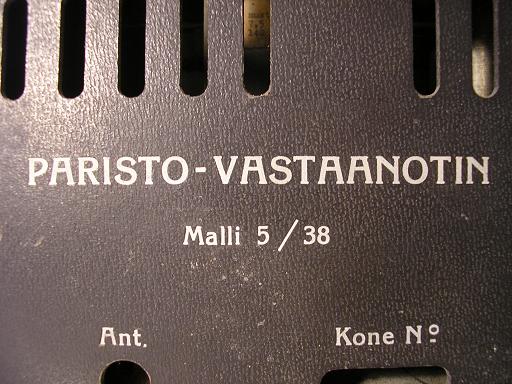 PARISTO-VASTAANOTIN
Malli 5/38
Ant. Kone Nº